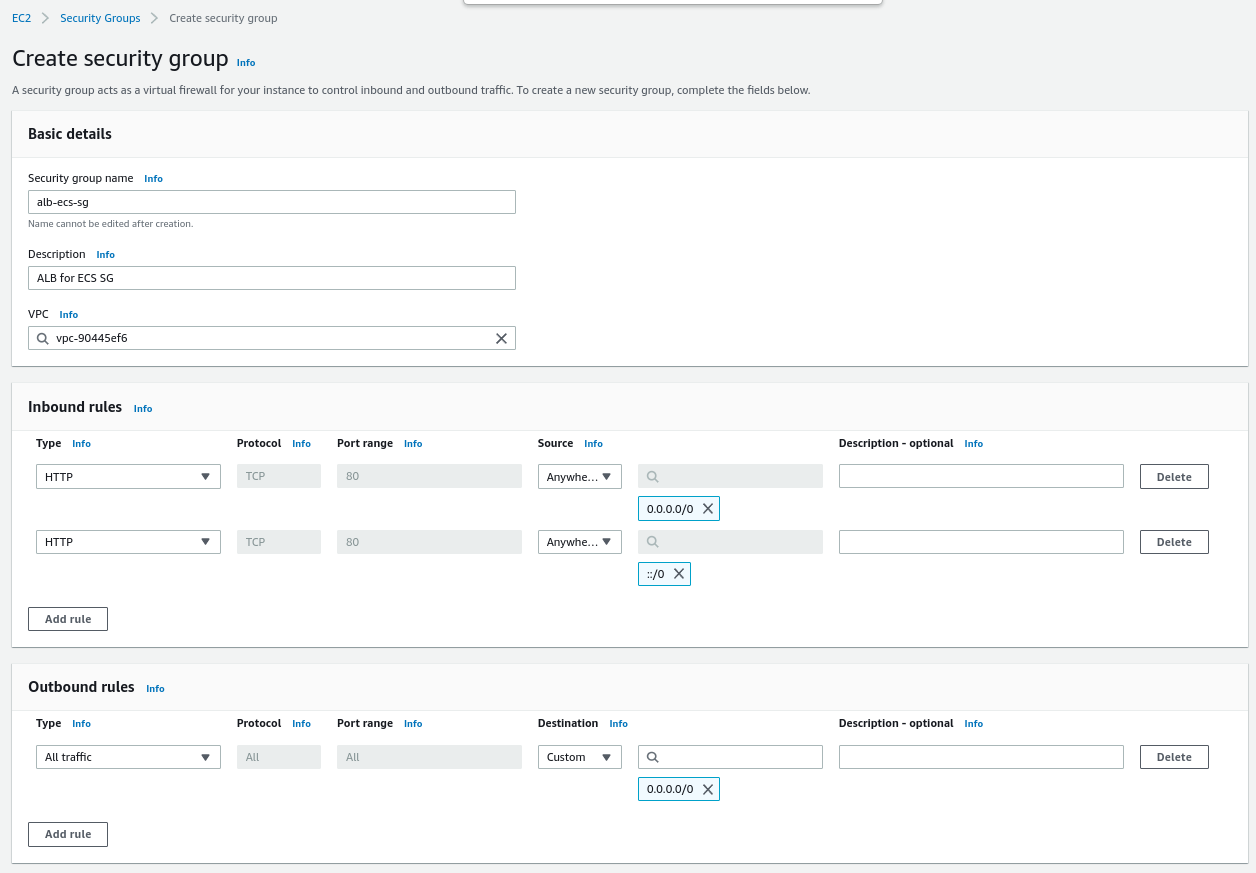 EC2 > Security Groups > Create security group
Create security group Info
A security group acts as a virtual firewall for your instance to control inbound and outbound traffic. To create a new security group, complete the fields below.
Basic details
Security group name Info
alb-ecs-sg
Name cannot be edited after creation.
Description Info
ALB for ECS SG
VPC Info
vpc-90445ef6
Inbound rules Info
Type Info Protocol Info Port range Info Source Info Description - optional Info
HTTP TCP 80 Anywhe... Delete
0.0.0.0/0
HTTP TCP 80 Anywhe... Delete
::/0
Add rule
Outbound rules Info
Type Info Protocol Info Port range Info Destination Info Description - optional Info
All traffic All All Custom Delete
0.0.0.0/0
Add rule